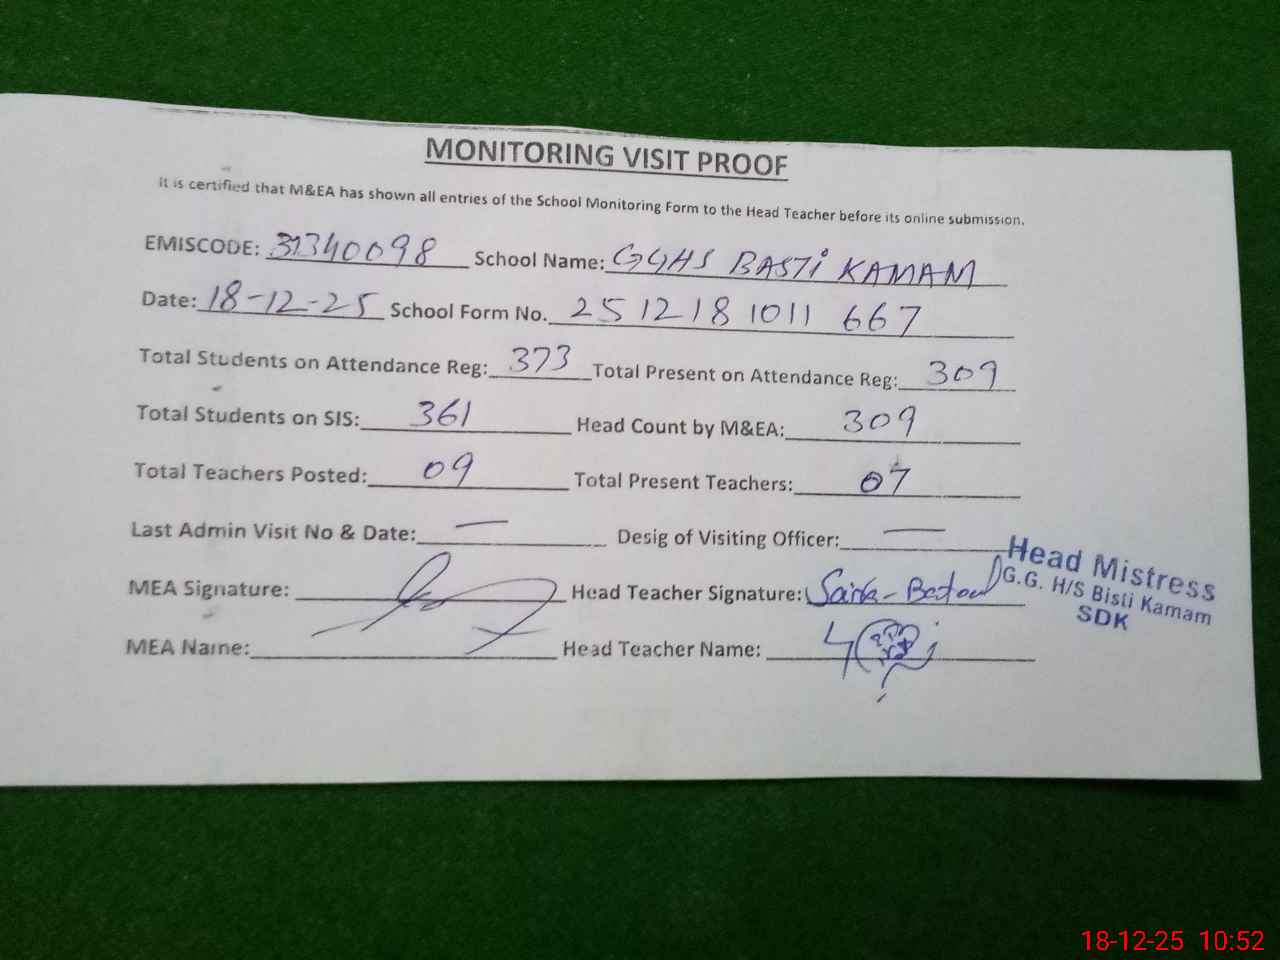 MONITORING VISIT PROOF
It is certified that M&EA has shown all entries of the School Monitoring Form to the Head Teacher before its online submission.
EMISCODE: 31340098 School Name: GGHS BASTI KAMAM
Date: 18-12-25 School Form No. 25 12 18 1011 667
Total Students on Attendance Reg: 373 Total Present on Attendance Reg: 309
Total Students on SIS: 361 Head Count by M&EA: 309
Total Teachers Posted: 09 Total Present Teachers: 07
Last Admin Visit No & Date: — Desig of Visiting Officer: —
MEA Signature: Head Teacher Signature:
MEA Name: Head Teacher Name:
Head Mistress
G.G. H/S Bisti Kamam
SDK
18-12-25 10:52